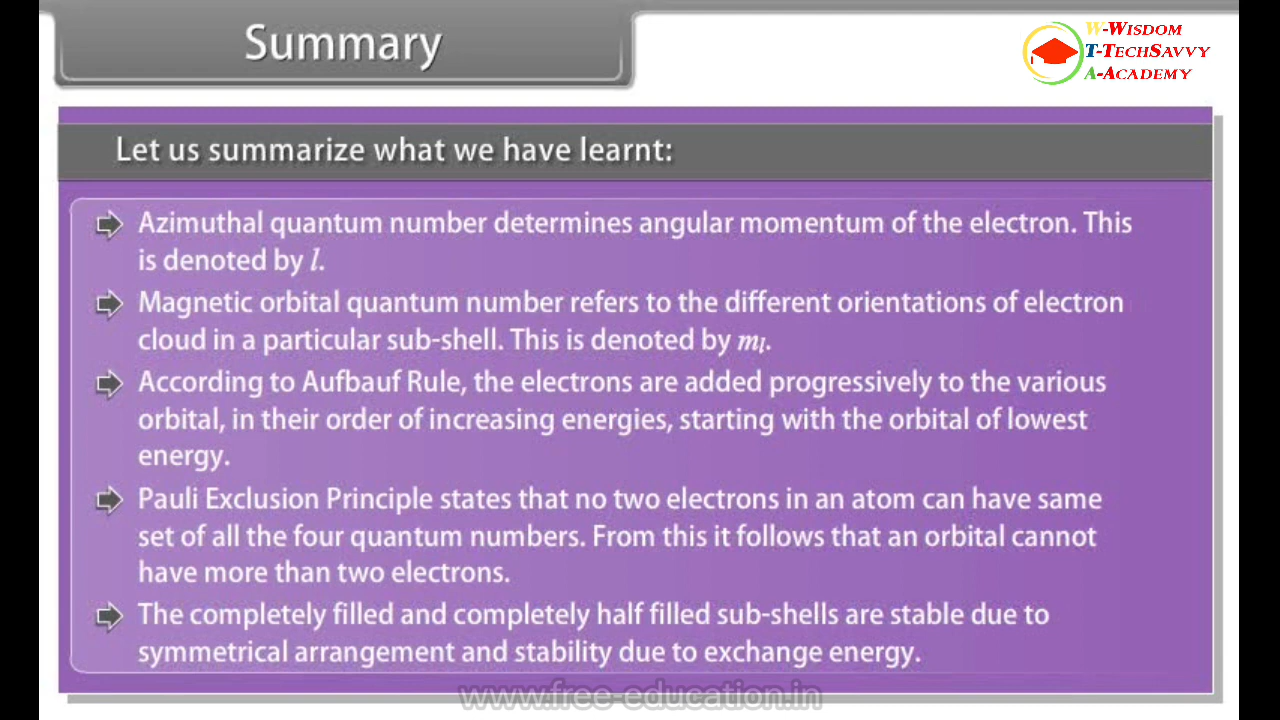 Summary
W-Wisdom
T-TechSavvy
A-Academy
Let us summarize what we have learnt:
Azimuthal quantum number determines angular momentum of the electron. This
is denoted by l.
Magnetic orbital quantum number refers to the different orientations of electron
cloud in a particular sub-shell. This is denoted by mₗ.
According to Aufbauf Rule, the electrons are added progressively to the various
orbital, in their order of increasing energies, starting with the orbital of lowest
energy.
Pauli Exclusion Principle states that no two electrons in an atom can have same
set of all the four quantum numbers. From this it follows that an orbital cannot
have more than two electrons.
The completely filled and completely half filled sub-shells are stable due to
symmetrical arrangement and stability due to exchange energy.
www.free-education.in